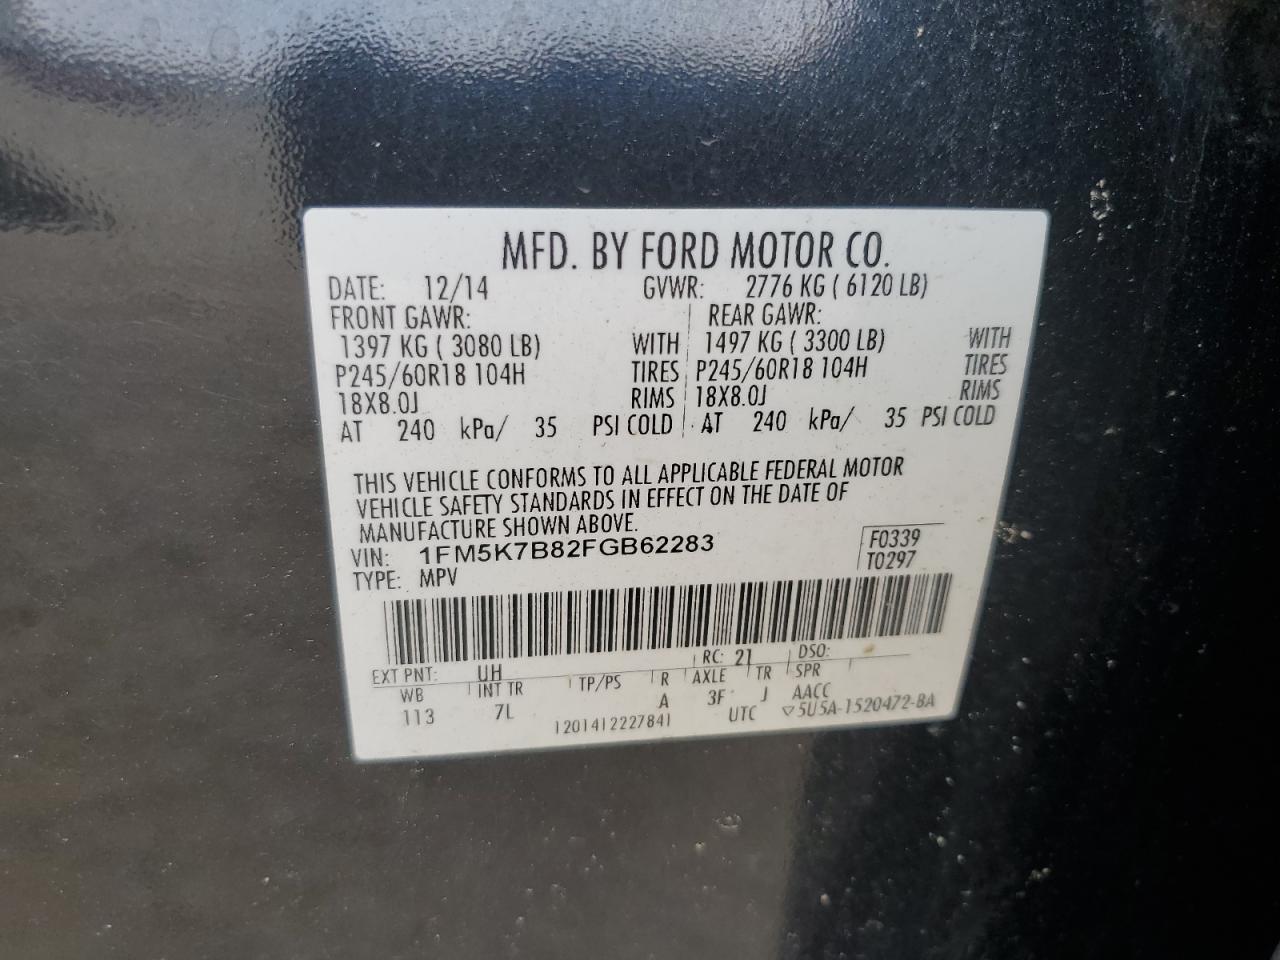 MFD. BY FORD MOTOR CO.
DATE: 12/14 GVWR: 2776 KG ( 6120 LB)
FRONT GAWR: REAR GAWR:
1397 KG ( 3080 LB) WITH 1497 KG ( 3300 LB) WITH
P245/60R18 104H TIRES P245/60R18 104H TIRES
18X8.0J RIMS 18X8.0J RIMS
AT 240 kPa/ 35 PSI COLD AT 240 kPa/ 35 PSI COLD
THIS VEHICLE CONFORMS TO ALL APPLICABLE FEDERAL MOTOR
VEHICLE SAFETY STANDARDS IN EFFECT ON THE DATE OF
MANUFACTURE SHOWN ABOVE.
VIN: 1FM5K7B82FGB62283 F0339
TYPE: MPV T0297
EXT PNT: UH RC: 21 DSO:
WB INT TR TP/PS R AXLE TR SPR
113 7L A 3F J AACC
1201412227841 UTC ▽5U5A-1520472-BA